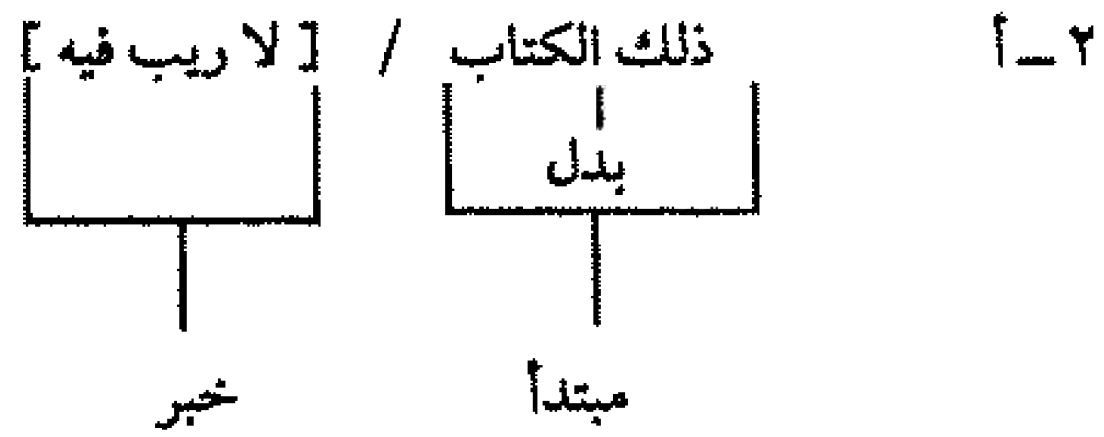 ٢ – أ ذلك الكتاب / [ لا ريب فيه ]
بدل
مبتدأ خبر